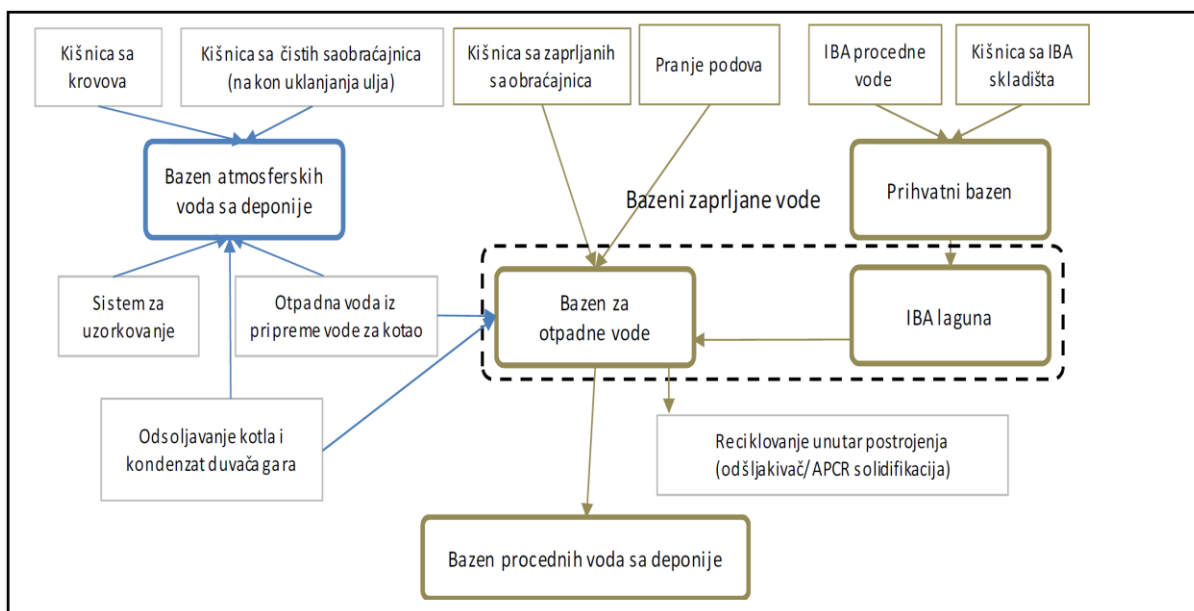 Kišnica sa
krovova
Kišnica sa čistih saobraćajnica
(nakon uklanjanja ulja)
Kišnica sa zaprljanih
saobraćajnica
Pranje podova
IBA procedne
vode
Kišnica sa IBA
skladišta
Bazen atmosferskih
voda sa deponije
Bazeni zaprljane vode
Prihvatni bazen
Sistem za
uzorkovanje
Otpadna voda iz
pripreme vode za kotao
Bazen za
otpadne vode
IBA laguna
Odsoljavanje kotla i
kondenzat duvača gara
Reciklovanje unutar postrojenja
(odšljakivač/APCR solidifikacija)
Bazen procednih voda sa deponije